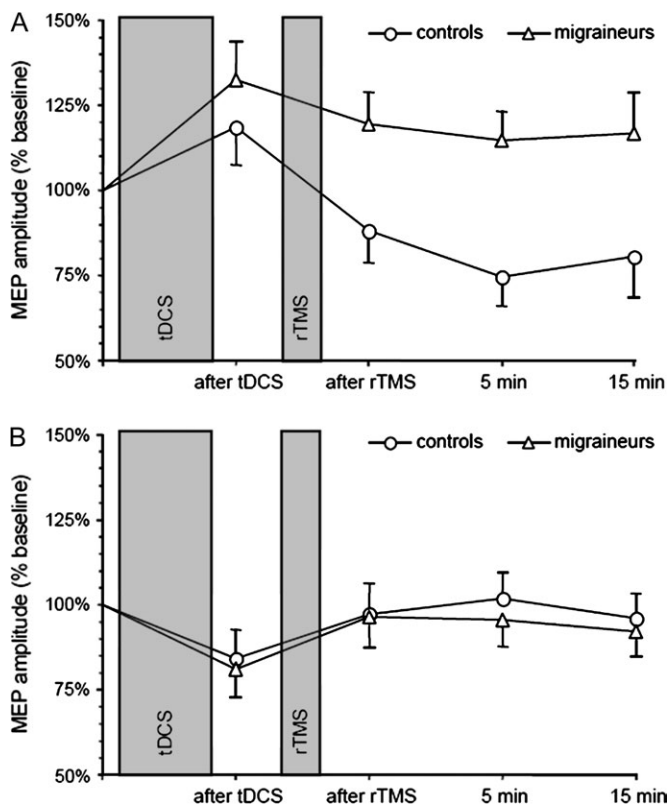 A
MEP amplitude (% baseline)
150%
125%
100%
75%
50%
controls
migraineurs
tDCS
rTMS
after tDCS
after rTMS
5 min
15 min
B
MEP amplitude (% baseline)
150%
125%
100%
75%
50%
controls
migraineurs
tDCS
rTMS
after tDCS
after rTMS
5 min
15 min